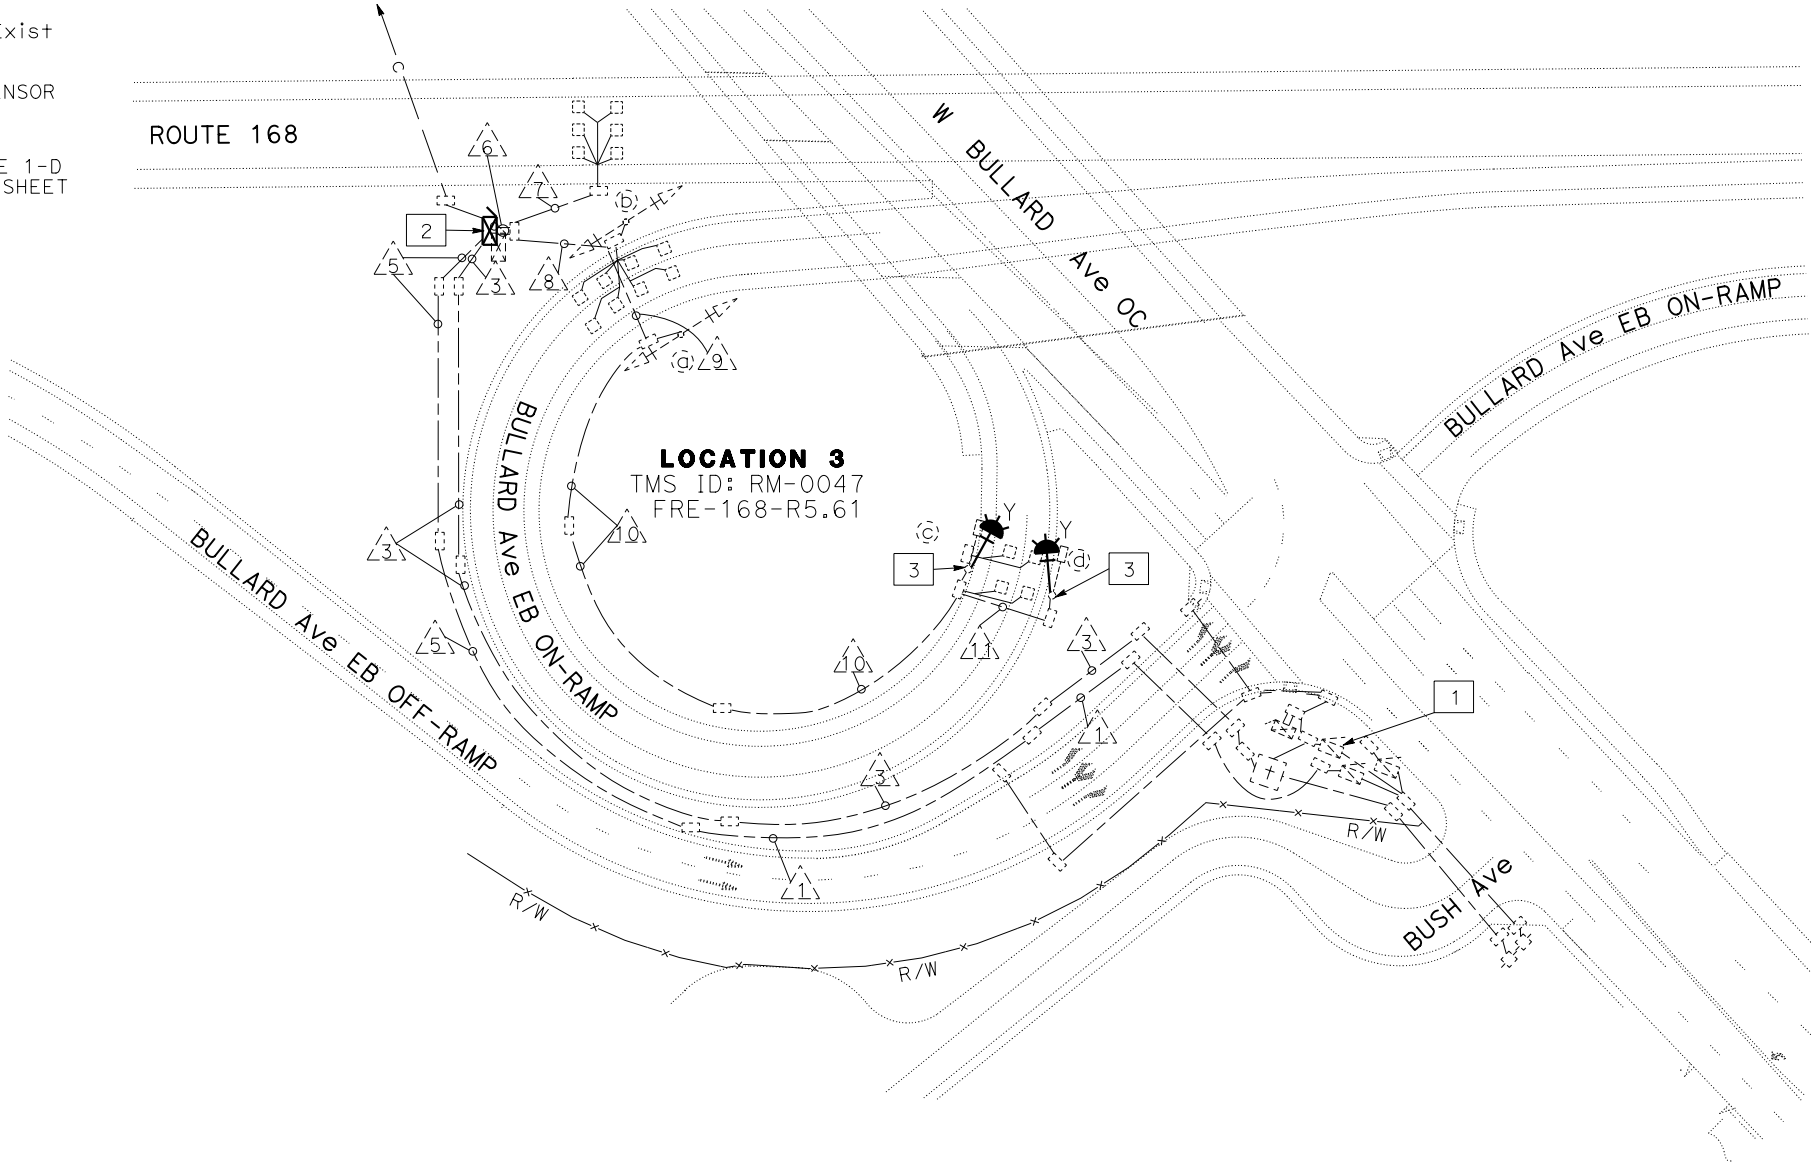 Exist
NSOR
E 1-D
SHEET
C
ROUTE 168
W BULLARD Ave OC
6
7
b
2
5
3
8
a
9
BULLARD Ave EB ON-RAMP
BULLARD Ave EB ON-RAMP
LOCATION 3
TMS ID: RM-0047
FRE-168-R5.61
Y
Y
c
d
3
3
3
10
5
10
11
3
1
1
3
1
BULLARD Ave EB OFF-RAMP
R/W
R/W
R/W
BUSH Ave